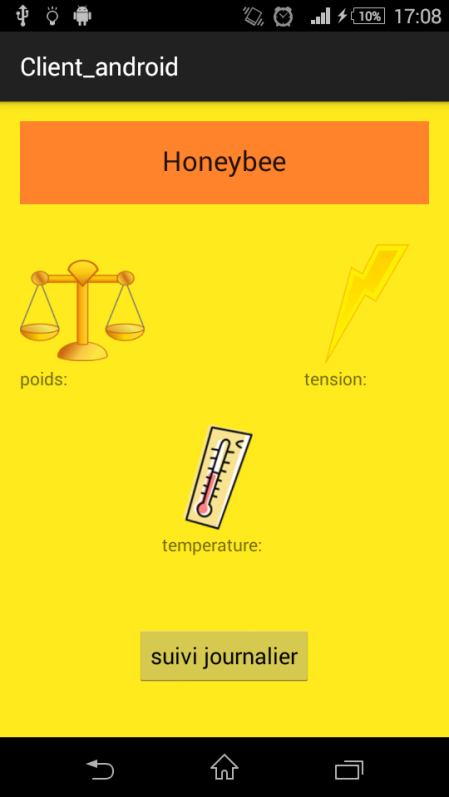 10% 17:08
Client_android
Honeybee
poids: tension:
temperature:
suivi journalier